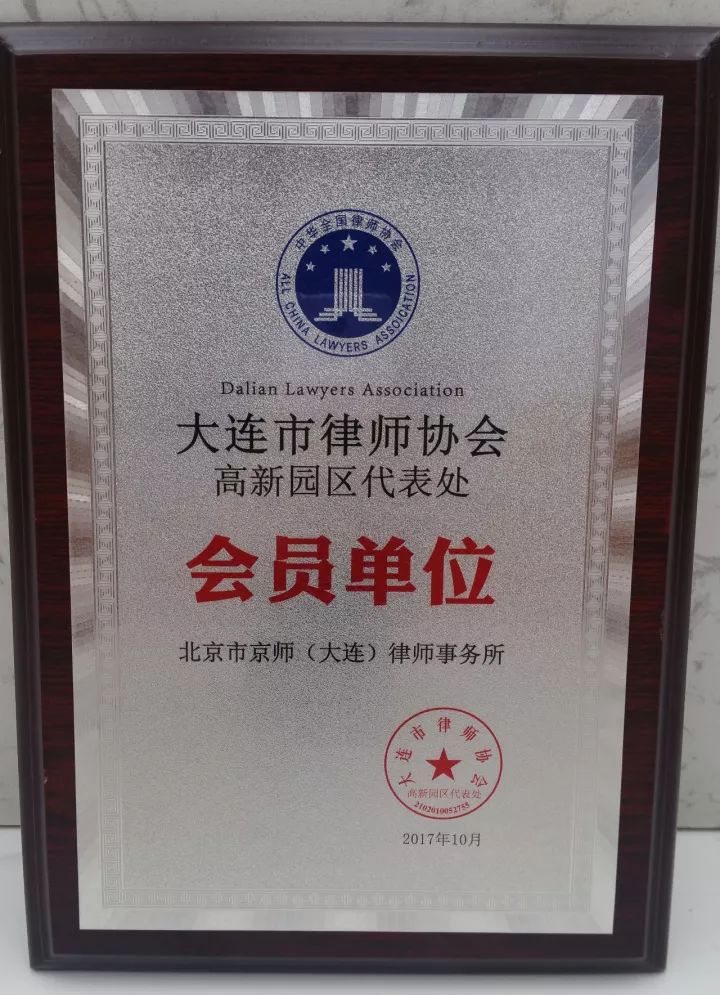 中华全国律师协会
ALL CHINA LAWYERS ASSOICATION
Dalian Lawyers Association
大连市律师协会
高新园区代表处
会员单位
北京市京师（大连）律师事务所
大连市律师协会
高新园区代表处
2102010052755
2017年10月